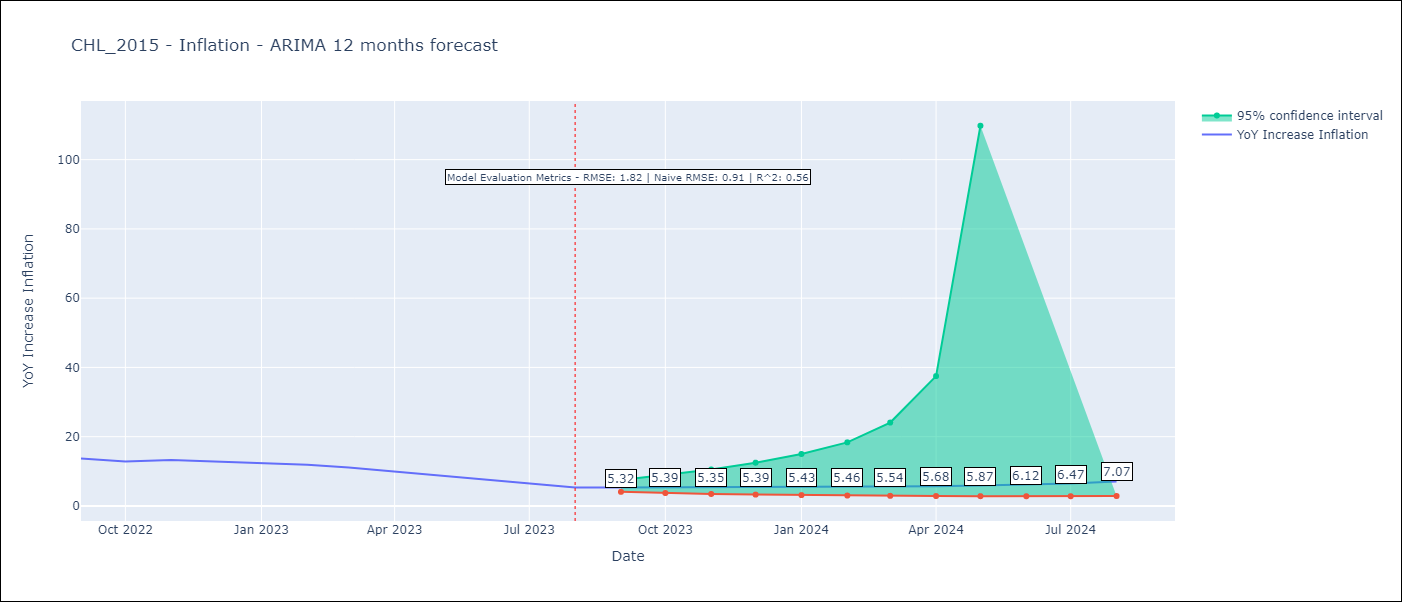 CHL_2015 - Inflation - ARIMA 12 months forecast
95% confidence interval
YoY Increase Inflation
Model Evaluation Metrics - RMSE: 1.82 | Naive RMSE: 0.91 | R^2: 0.56
YoY Increase Inflation
100
80
60
40
20
0
5.32
5.39
5.35
5.39
5.43
5.46
5.54
5.68
5.87
6.12
6.47
7.07
Oct 2022
Jan 2023
Apr 2023
Jul 2023
Oct 2023
Jan 2024
Apr 2024
Jul 2024
Date